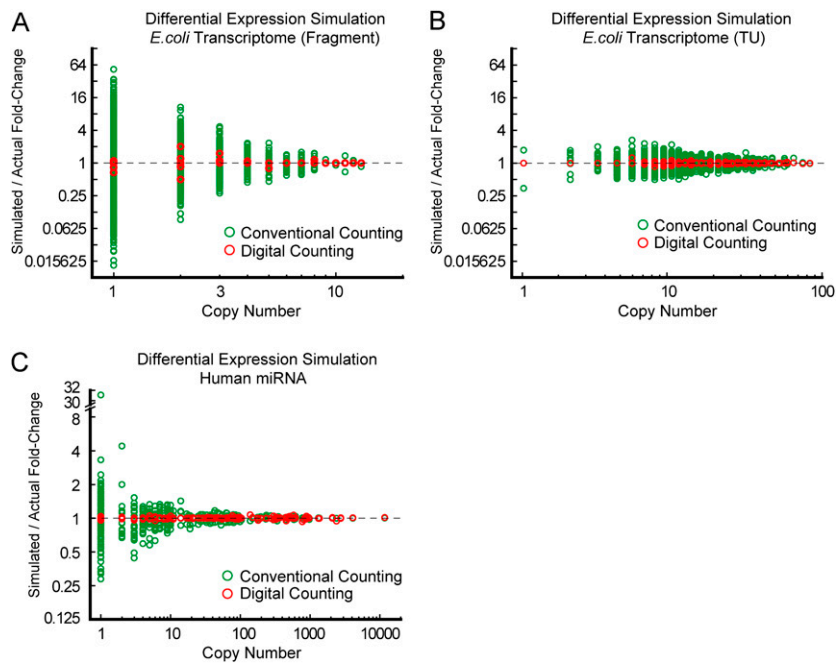 A
Differential Expression Simulation
E.coli Transcriptome (Fragment)
Simulated / Actual Fold-Change
64
16
4
1
0.25
0.0625
0.015625
Conventional Counting
Digital Counting
1
3
10
Copy Number
B
Differential Expression Simulation
E.coli Transcriptome (TU)
Simulated / Actual Fold-Change
64
16
4
1
0.25
0.0625
0.015625
Conventional Counting
Digital Counting
1
10
100
Copy Number
C
Differential Expression Simulation
Human miRNA
Simulated / Actual Fold-Change
32
30
8
4
2
1
0.5
0.25
0.125
Conventional Counting
Digital Counting
1
10
100
1000
10000
Copy Number